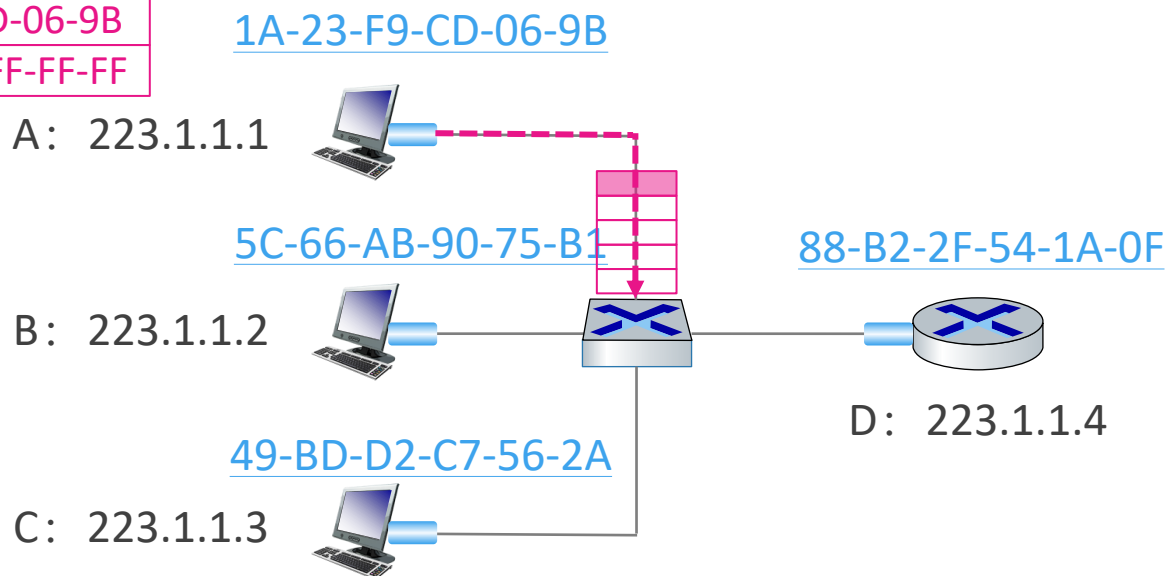 -06-9B
FF-FF-FF
1A-23-F9-CD-06-9B
A: 223.1.1.1
5C-66-AB-90-75-B1
88-B2-2F-54-1A-0F
B: 223.1.1.2
D: 223.1.1.4
49-BD-D2-C7-56-2A
C: 223.1.1.3